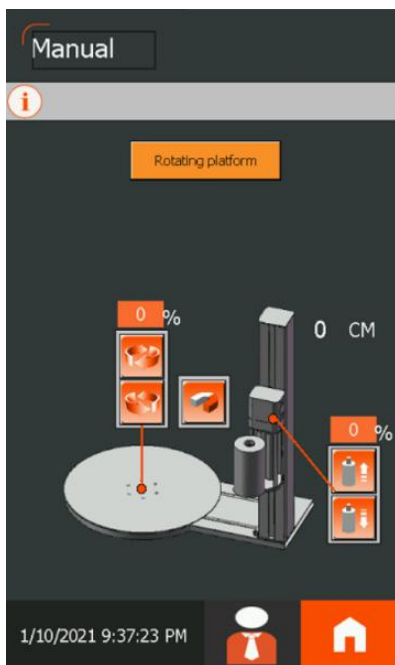 Manual
i
Rotating platform
0 %
0 CM
0 %
1/10/2021 9:37:23 PM